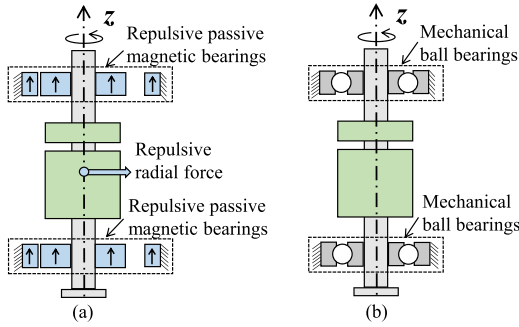 z
Repulsive passive
magnetic bearings
Repulsive
radial force
Repulsive passive
magnetic bearings
(a)
z
Mechanical
ball bearings
Mechanical
ball bearings
(b)